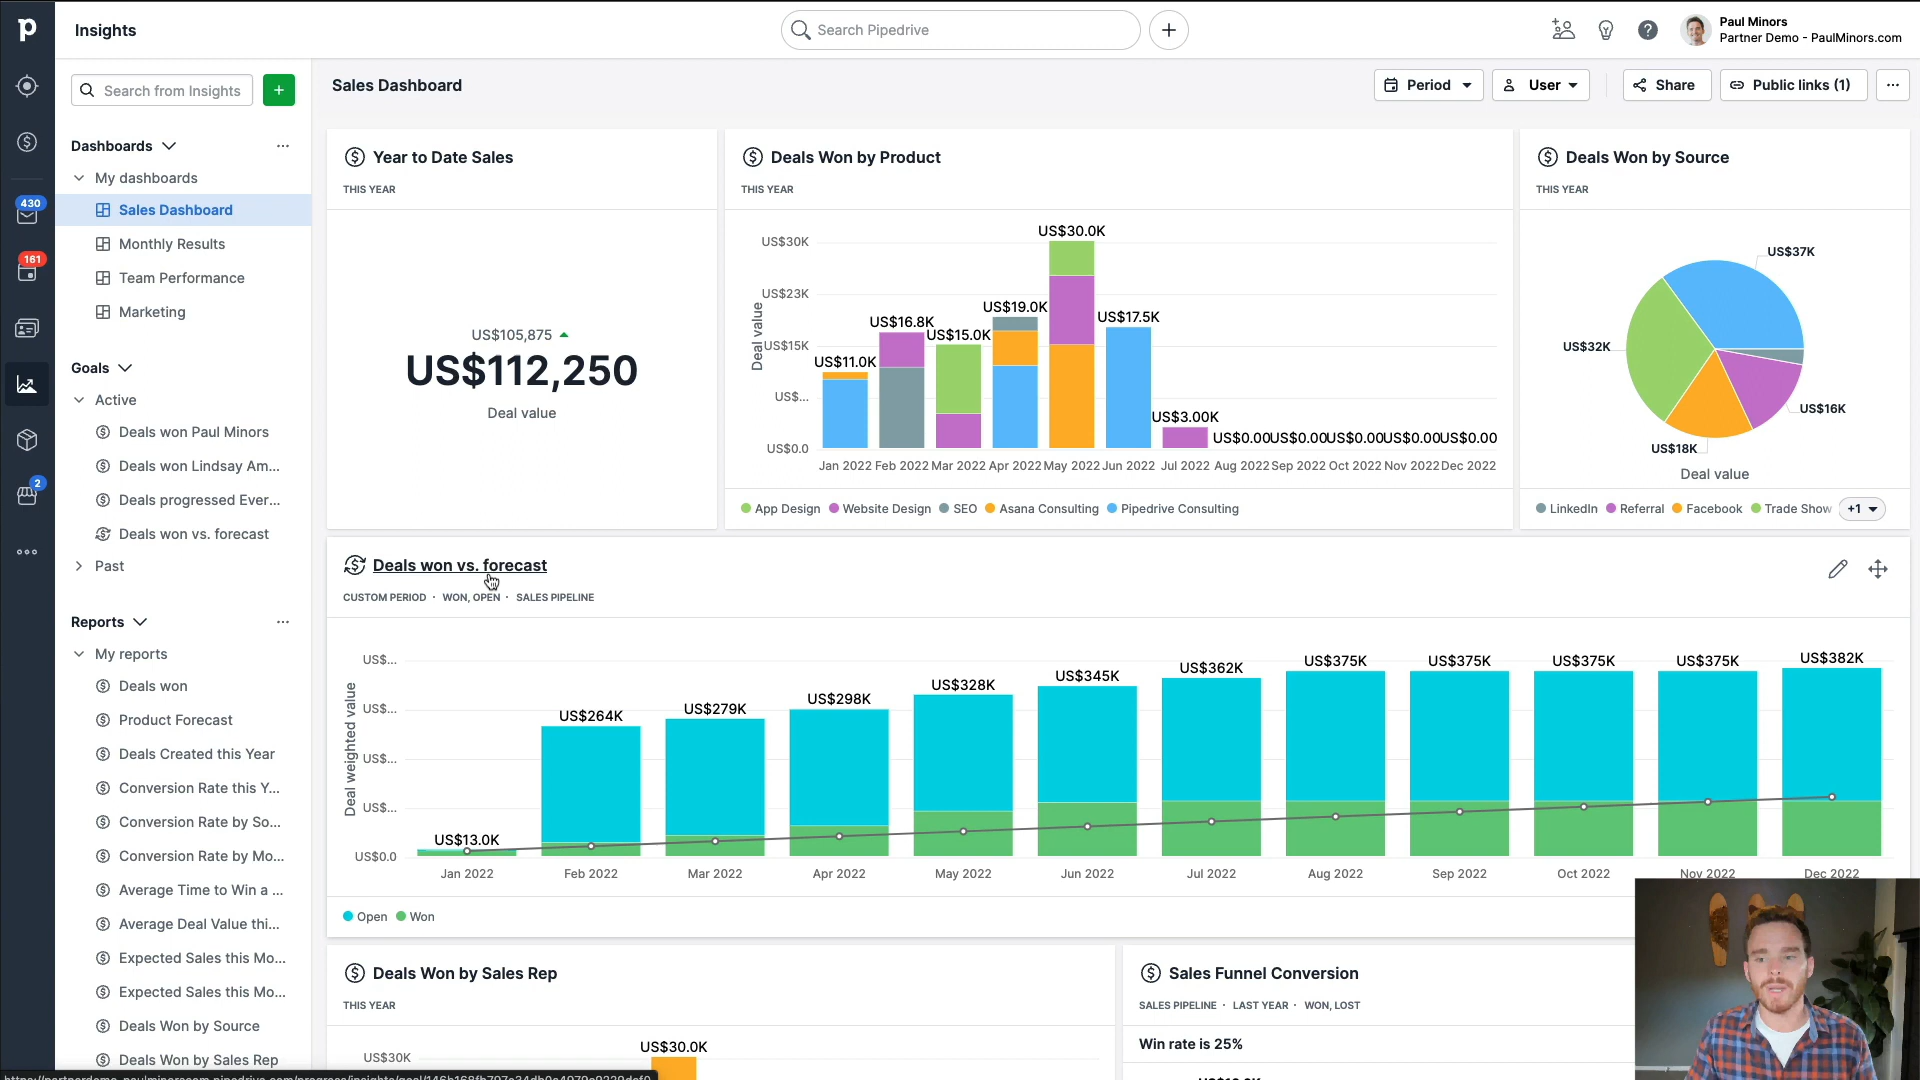 p
Insights
Search Pipedrive
Paul Minors
Partner Demo - PaulMinors.com
Search from Insights
Sales Dashboard
Period
User
Share
Public links (1)
430
161
2
Dashboards
My dashboards
Sales Dashboard
Monthly Results
Team Performance
Marketing
Goals
Active
Deals won Paul Minors
Deals won Lindsay Am...
Deals progressed Ever...
Deals won vs. forecast
Past
Reports
My reports
Deals won
Product Forecast
Deals Created this Year
Conversion Rate this Y...
Conversion Rate by So...
Conversion Rate by Mo...
Average Time to Win a ...
Average Deal Value thi...
Expected Sales this Mo...
Expected Sales this Mo...
Deals Won by Source
Deals Won by Sales Rep
Year to Date Sales
THIS YEAR
US$105,875
US$112,250
Deal value
Deals Won by Product
THIS YEAR
Deal value
US$30K
US$23K
US$15K
US$...
US$0.0
US$11.0K
US$16.8K
US$15.0K
US$19.0K
US$30.0K
US$17.5K
US$3.00K
US$0.00US$0.00US$0.00US$0.00US$0.00
Jan 2022 Feb 2022 Mar 2022 Apr 2022 May 2022 Jun 2022 Jul 2022 Aug 2022 Sep 2022 Oct 2022 Nov 2022 Dec 2022
App Design Website Design SEO Asana Consulting Pipedrive Consulting
Deals Won by Source
THIS YEAR
US$37K
US$32K
US$16K
US$18K
Deal value
LinkedIn Referral Facebook Trade Show +1
Deals won vs. forecast
CUSTOM PERIOD · WON, OPEN · SALES PIPELINE
Deal weighted value
US$...
US$...
US$...
US$...
US$0.0
US$13.0K
US$264K
US$279K
US$298K
US$328K
US$345K
US$362K
US$375K
US$375K
US$375K
US$375K
US$382K
Jan 2022 Feb 2022 Mar 2022 Apr 2022 May 2022 Jun 2022 Jul 2022 Aug 2022 Sep 2022 Oct 2022 Nov 2022 Dec 2022
Open Won
Deals Won by Sales Rep
THIS YEAR
US$30K
US$30.0K
Sales Funnel Conversion
SALES PIPELINE · LAST YEAR · WON, LOST
Win rate is 25%